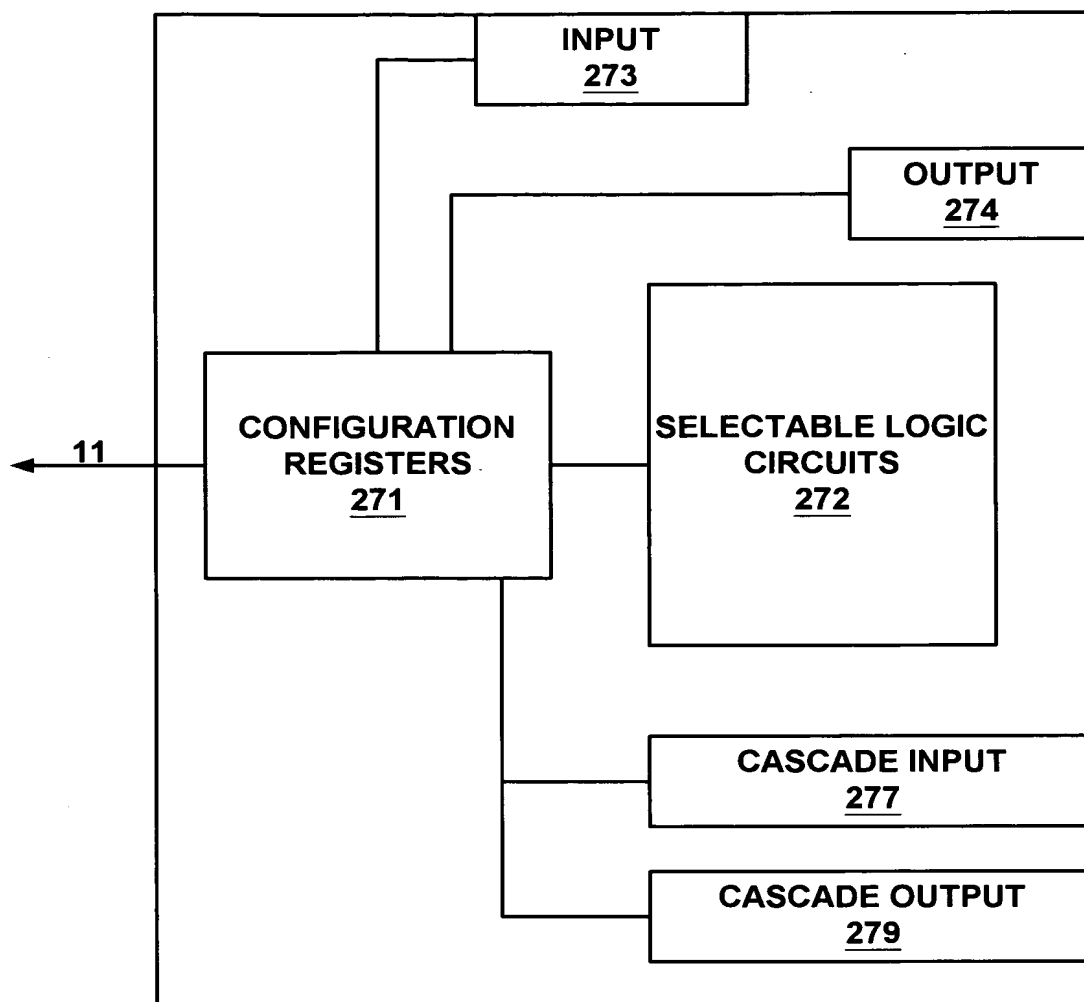 INPUT
273
OUTPUT
274
11
CONFIGURATION
REGISTERS
271
SELECTABLE LOGIC
CIRCUITS
272
CASCADE INPUT
277
CASCADE OUTPUT
279